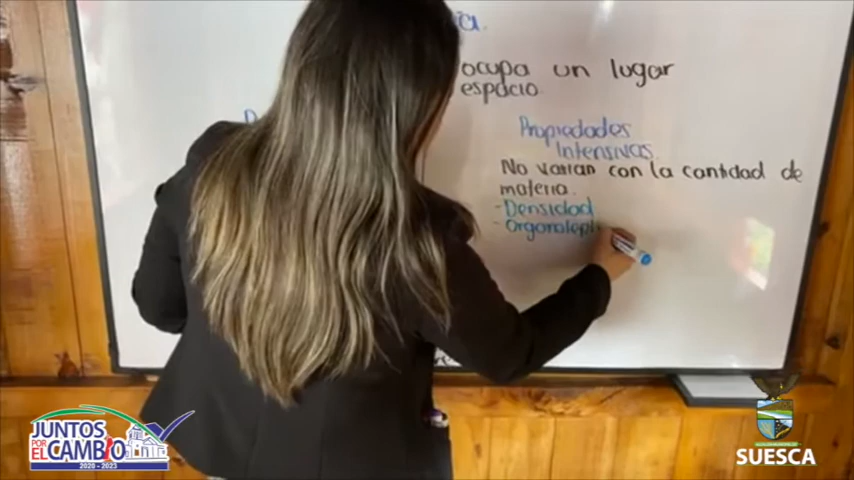 ocupa un lugar
espacio
Propiedades
Intensivas.
No varian con la cantidad de
materia.
- Densidad
JUNTOS
POR EL CAMBIO
2020 - 2023
SUESCA